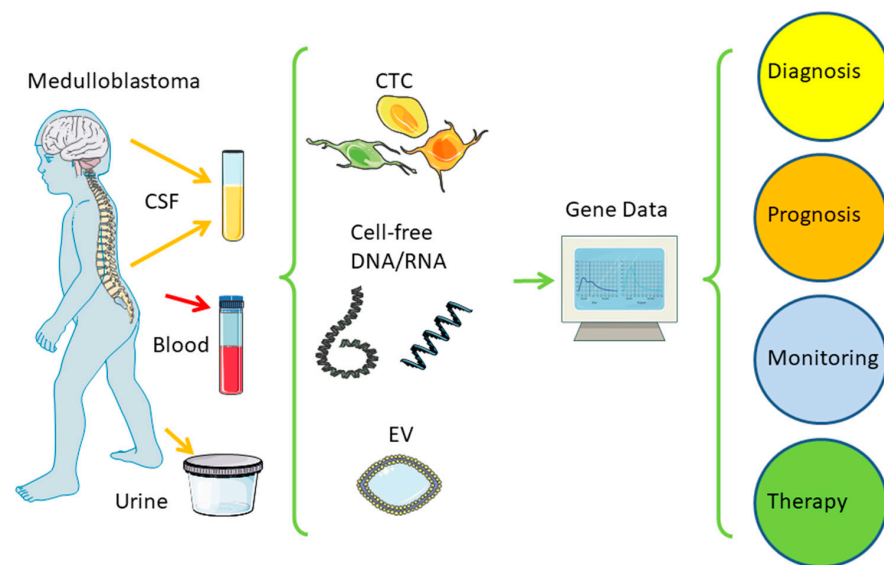 Medulloblastoma
CSF
Blood
Urine
CTC
Cell-free
DNA/RNA
EV
Gene Data
Diagnosis
Prognosis
Monitoring
Therapy